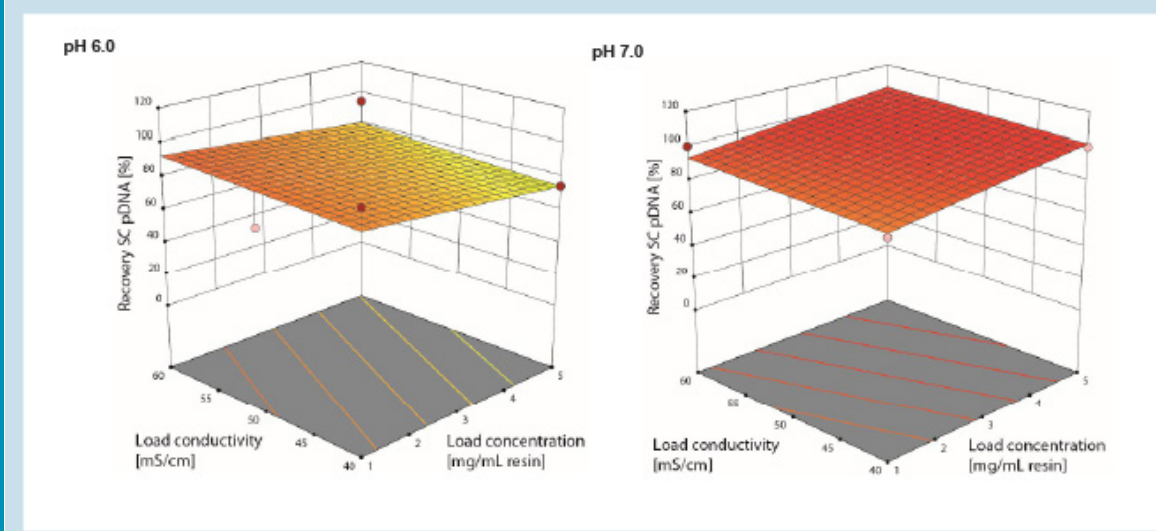 pH 6.0
pH 7.0
120
100
80
60
40
20
0
Recovery SC pDNA [%]
60
55
50
45
40
1
2
3
4
5
Load conductivity
[mS/cm]
Load concentration
[mg/mL resin]
120
100
80
60
40
20
0
Recovery SC pDNA [%]
60
55
50
45
40
1
2
3
4
5
Load conductivity
[mS/cm]
Load concentration
[mg/mL resin]